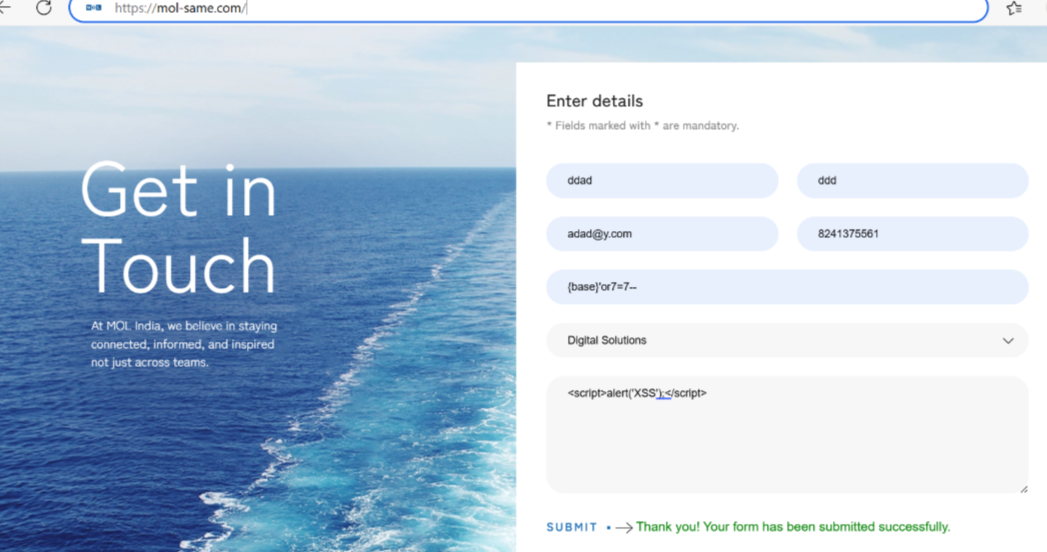 https://mol-same.com/
Get in
Touch
At MOL India, we believe in staying
connected, informed, and inspired
not just across teams.
Enter details
* Fields marked with * are mandatory.
ddad
ddd
adad@y.com
8241375561
{base}'or7=7--
Digital Solutions
<script>alert('XSS');</script>
SUBMIT
Thank you! Your form has been submitted successfully.